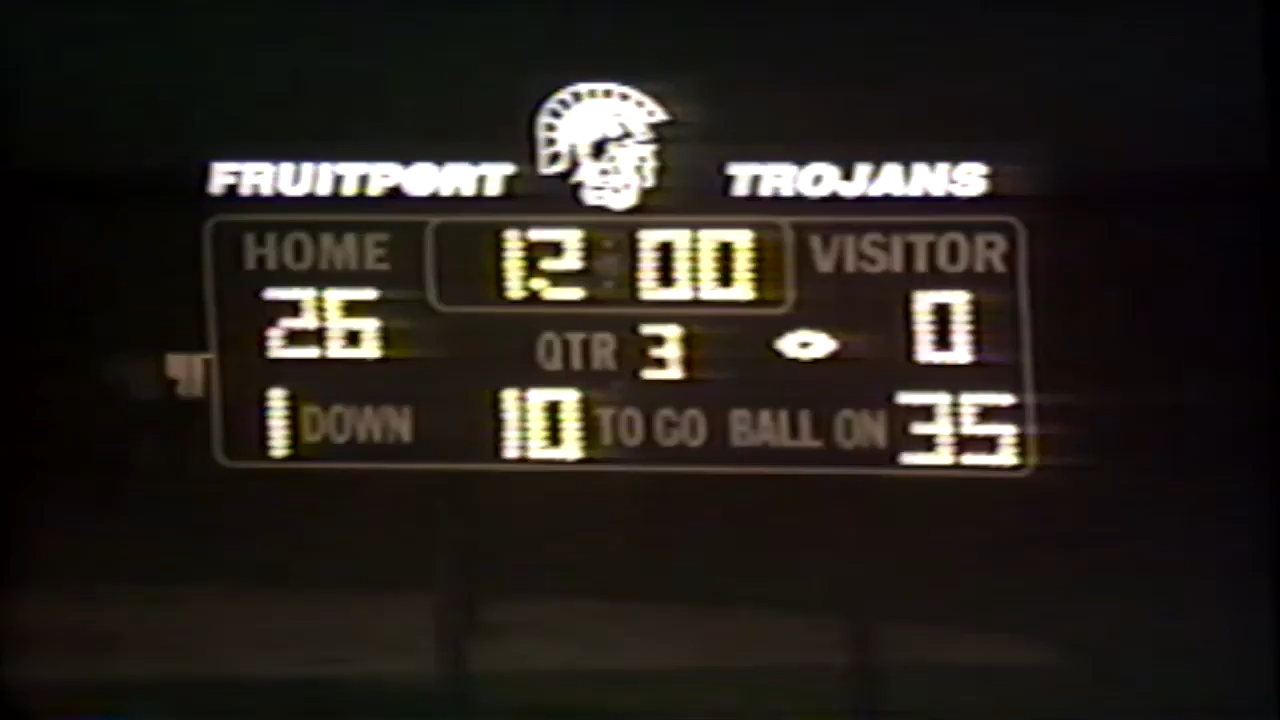 FRUITPORT TROJANS
HOME 12:00 VISITOR
26 QTR 3 0
1 DOWN 10 TO GO BALL ON 35